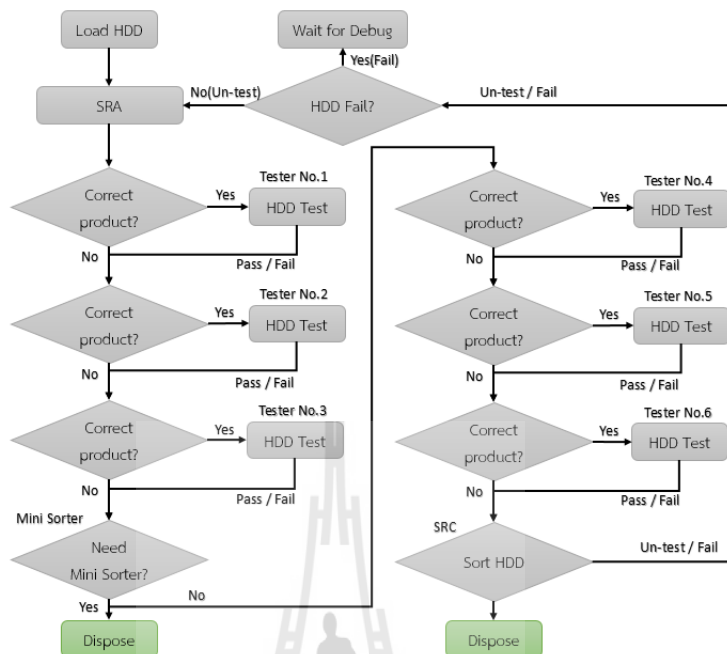 Load HDD
Wait for Debug
Yes(Fail)
No(Un-test)
SRA
HDD Fail?
Un-test / Fail
Tester No.1
Correct
product?
Yes
HDD Test
No
Pass / Fail
Tester No.2
Correct
product?
Yes
HDD Test
No
Pass / Fail
Tester No.3
Correct
product?
Yes
HDD Test
No
Pass / Fail
Mini Sorter
Need
Mini Sorter?
No
Yes
Dispose
Tester No.4
Correct
product?
Yes
HDD Test
No
Pass / Fail
Tester No.5
Correct
product?
Yes
HDD Test
No
Pass / Fail
Tester No.6
Correct
product?
Yes
HDD Test
No
Pass / Fail
SRC
Sort HDD
Un-test / Fail
Dispose